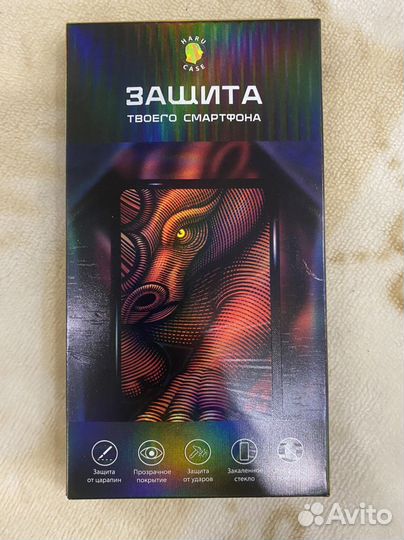 HARU
CASE
ЗАЩИТА
ТВОЕГО СМАРТФОНА
Защита
от царапин
Прозрачное
покрытие
Защита
от ударов
Закаленное
стекло
Avito